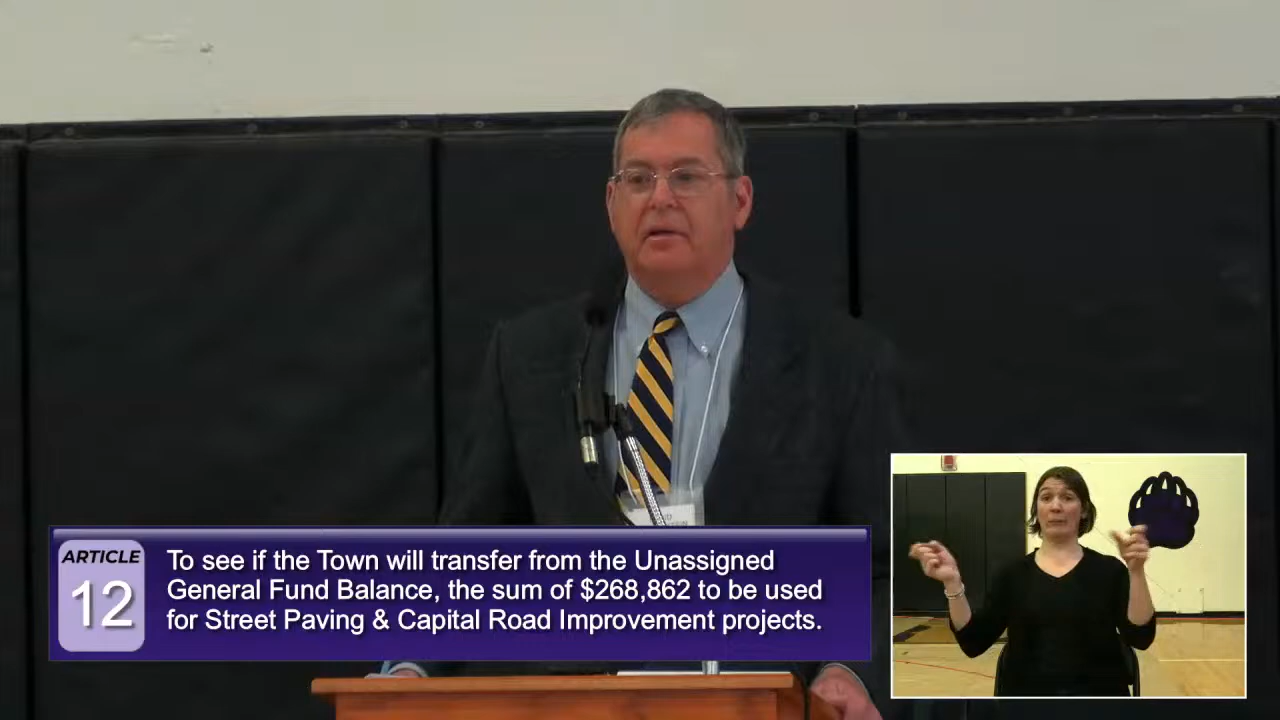 ARTICLE
12
To see if the Town will transfer from the Unassigned
General Fund Balance, the sum of $268,862 to be used
for Street Paving & Capital Road Improvement projects.